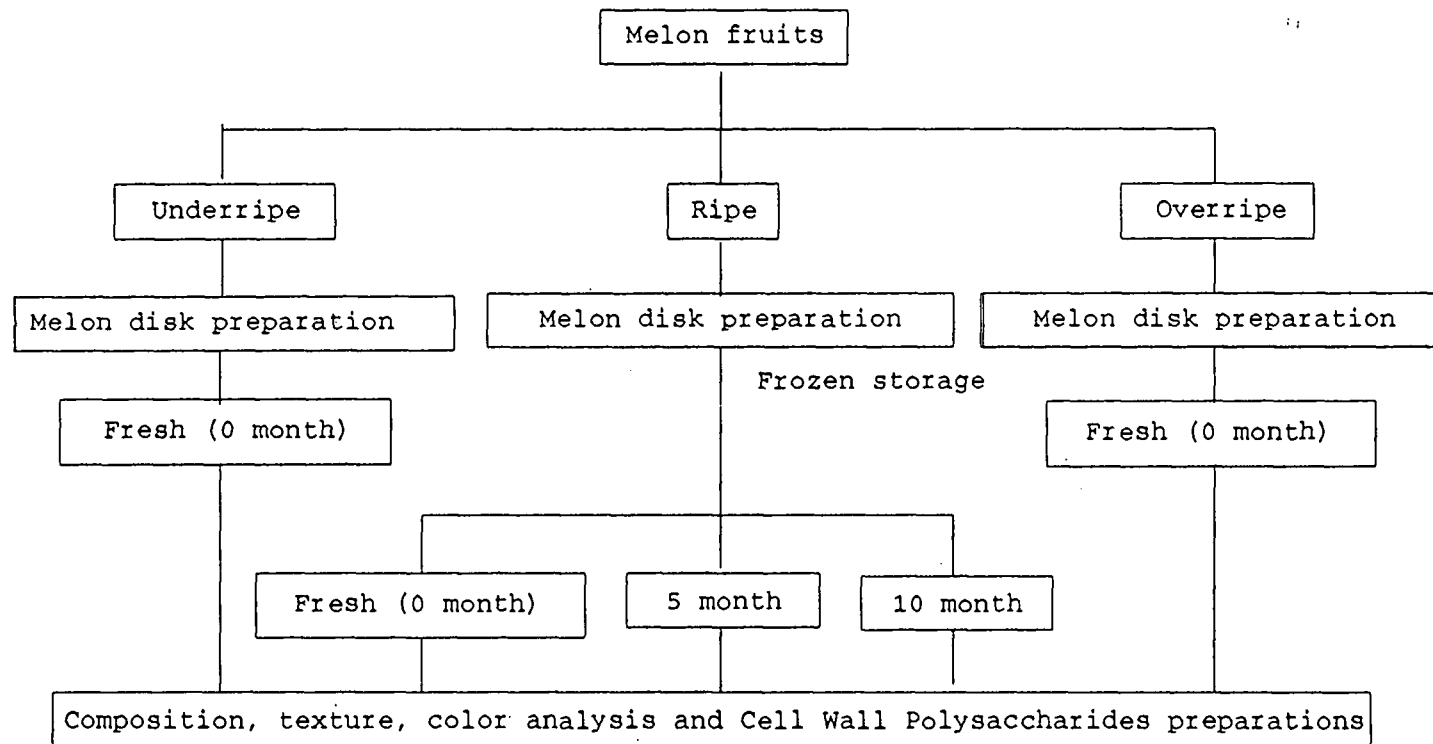 Melon fruits
Underripe
Ripe
Overripe
Melon disk preparation
Melon disk preparation
Melon disk preparation
Frozen storage
Fresh (0 month)
Fresh (0 month)
Fresh (0 month)
5 month
10 month
Composition, texture, color analysis and Cell Wall Polysaccharides preparations